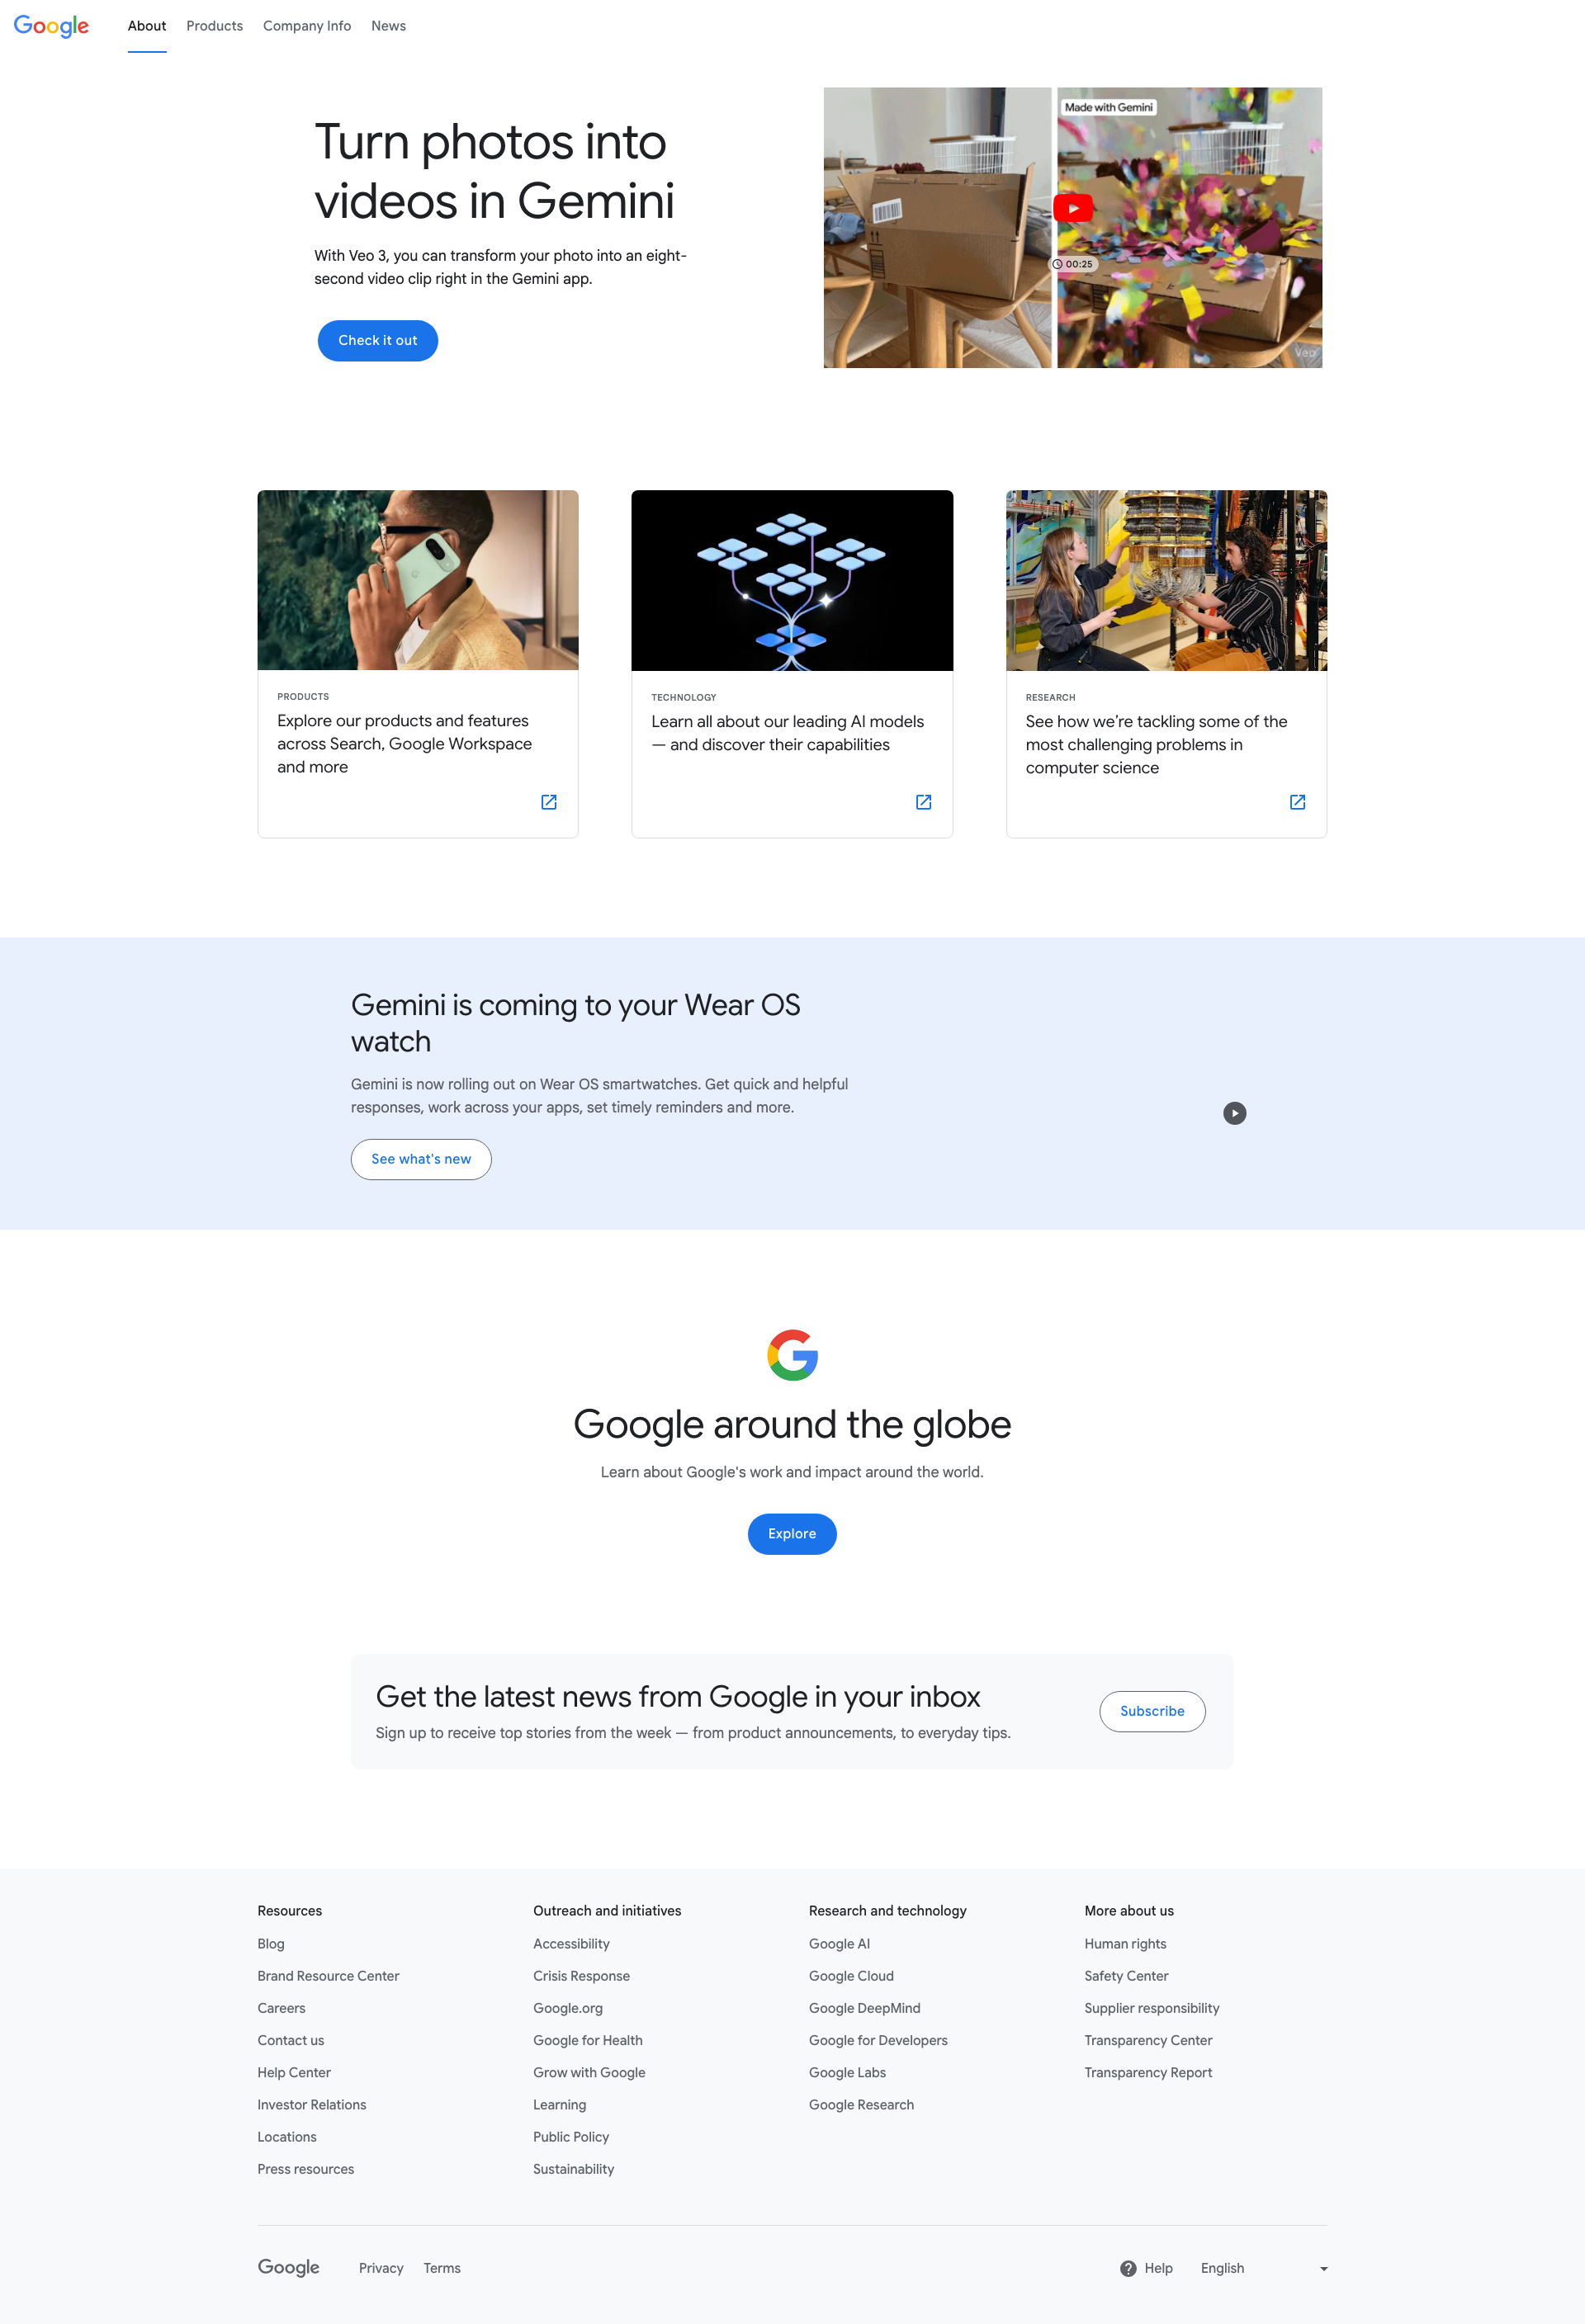 Google
About
Products
Company Info
News
Turn photos into
videos in Gemini
With Veo 3, you can transform your photo into an eight-
second video clip right in the Gemini app.
Check it out
Made with Gemini
00:25
Veo
PRODUCTS
Explore our products and features
across Search, Google Workspace
and more
TECHNOLOGY
Learn all about our leading AI models
— and discover their capabilities
RESEARCH
See how we’re tackling some of the
most challenging problems in
computer science
Gemini is coming to your Wear OS
watch
Gemini is now rolling out on Wear OS smartwatches. Get quick and helpful
responses, work across your apps, set timely reminders and more.
See what's new
Google around the globe
Learn about Google's work and impact around the world.
Explore
Get the latest news from Google in your inbox
Sign up to receive top stories from the week — from product announcements, to everyday tips.
Subscribe
Resources
Blog
Brand Resource Center
Careers
Contact us
Help Center
Investor Relations
Locations
Press resources
Outreach and initiatives
Accessibility
Crisis Response
Google.org
Google for Health
Grow with Google
Learning
Public Policy
Sustainability
Research and technology
Google AI
Google Cloud
Google DeepMind
Google for Developers
Google Labs
Google Research
More about us
Human rights
Safety Center
Supplier responsibility
Transparency Center
Transparency Report
Google
Privacy
Terms
Help
English